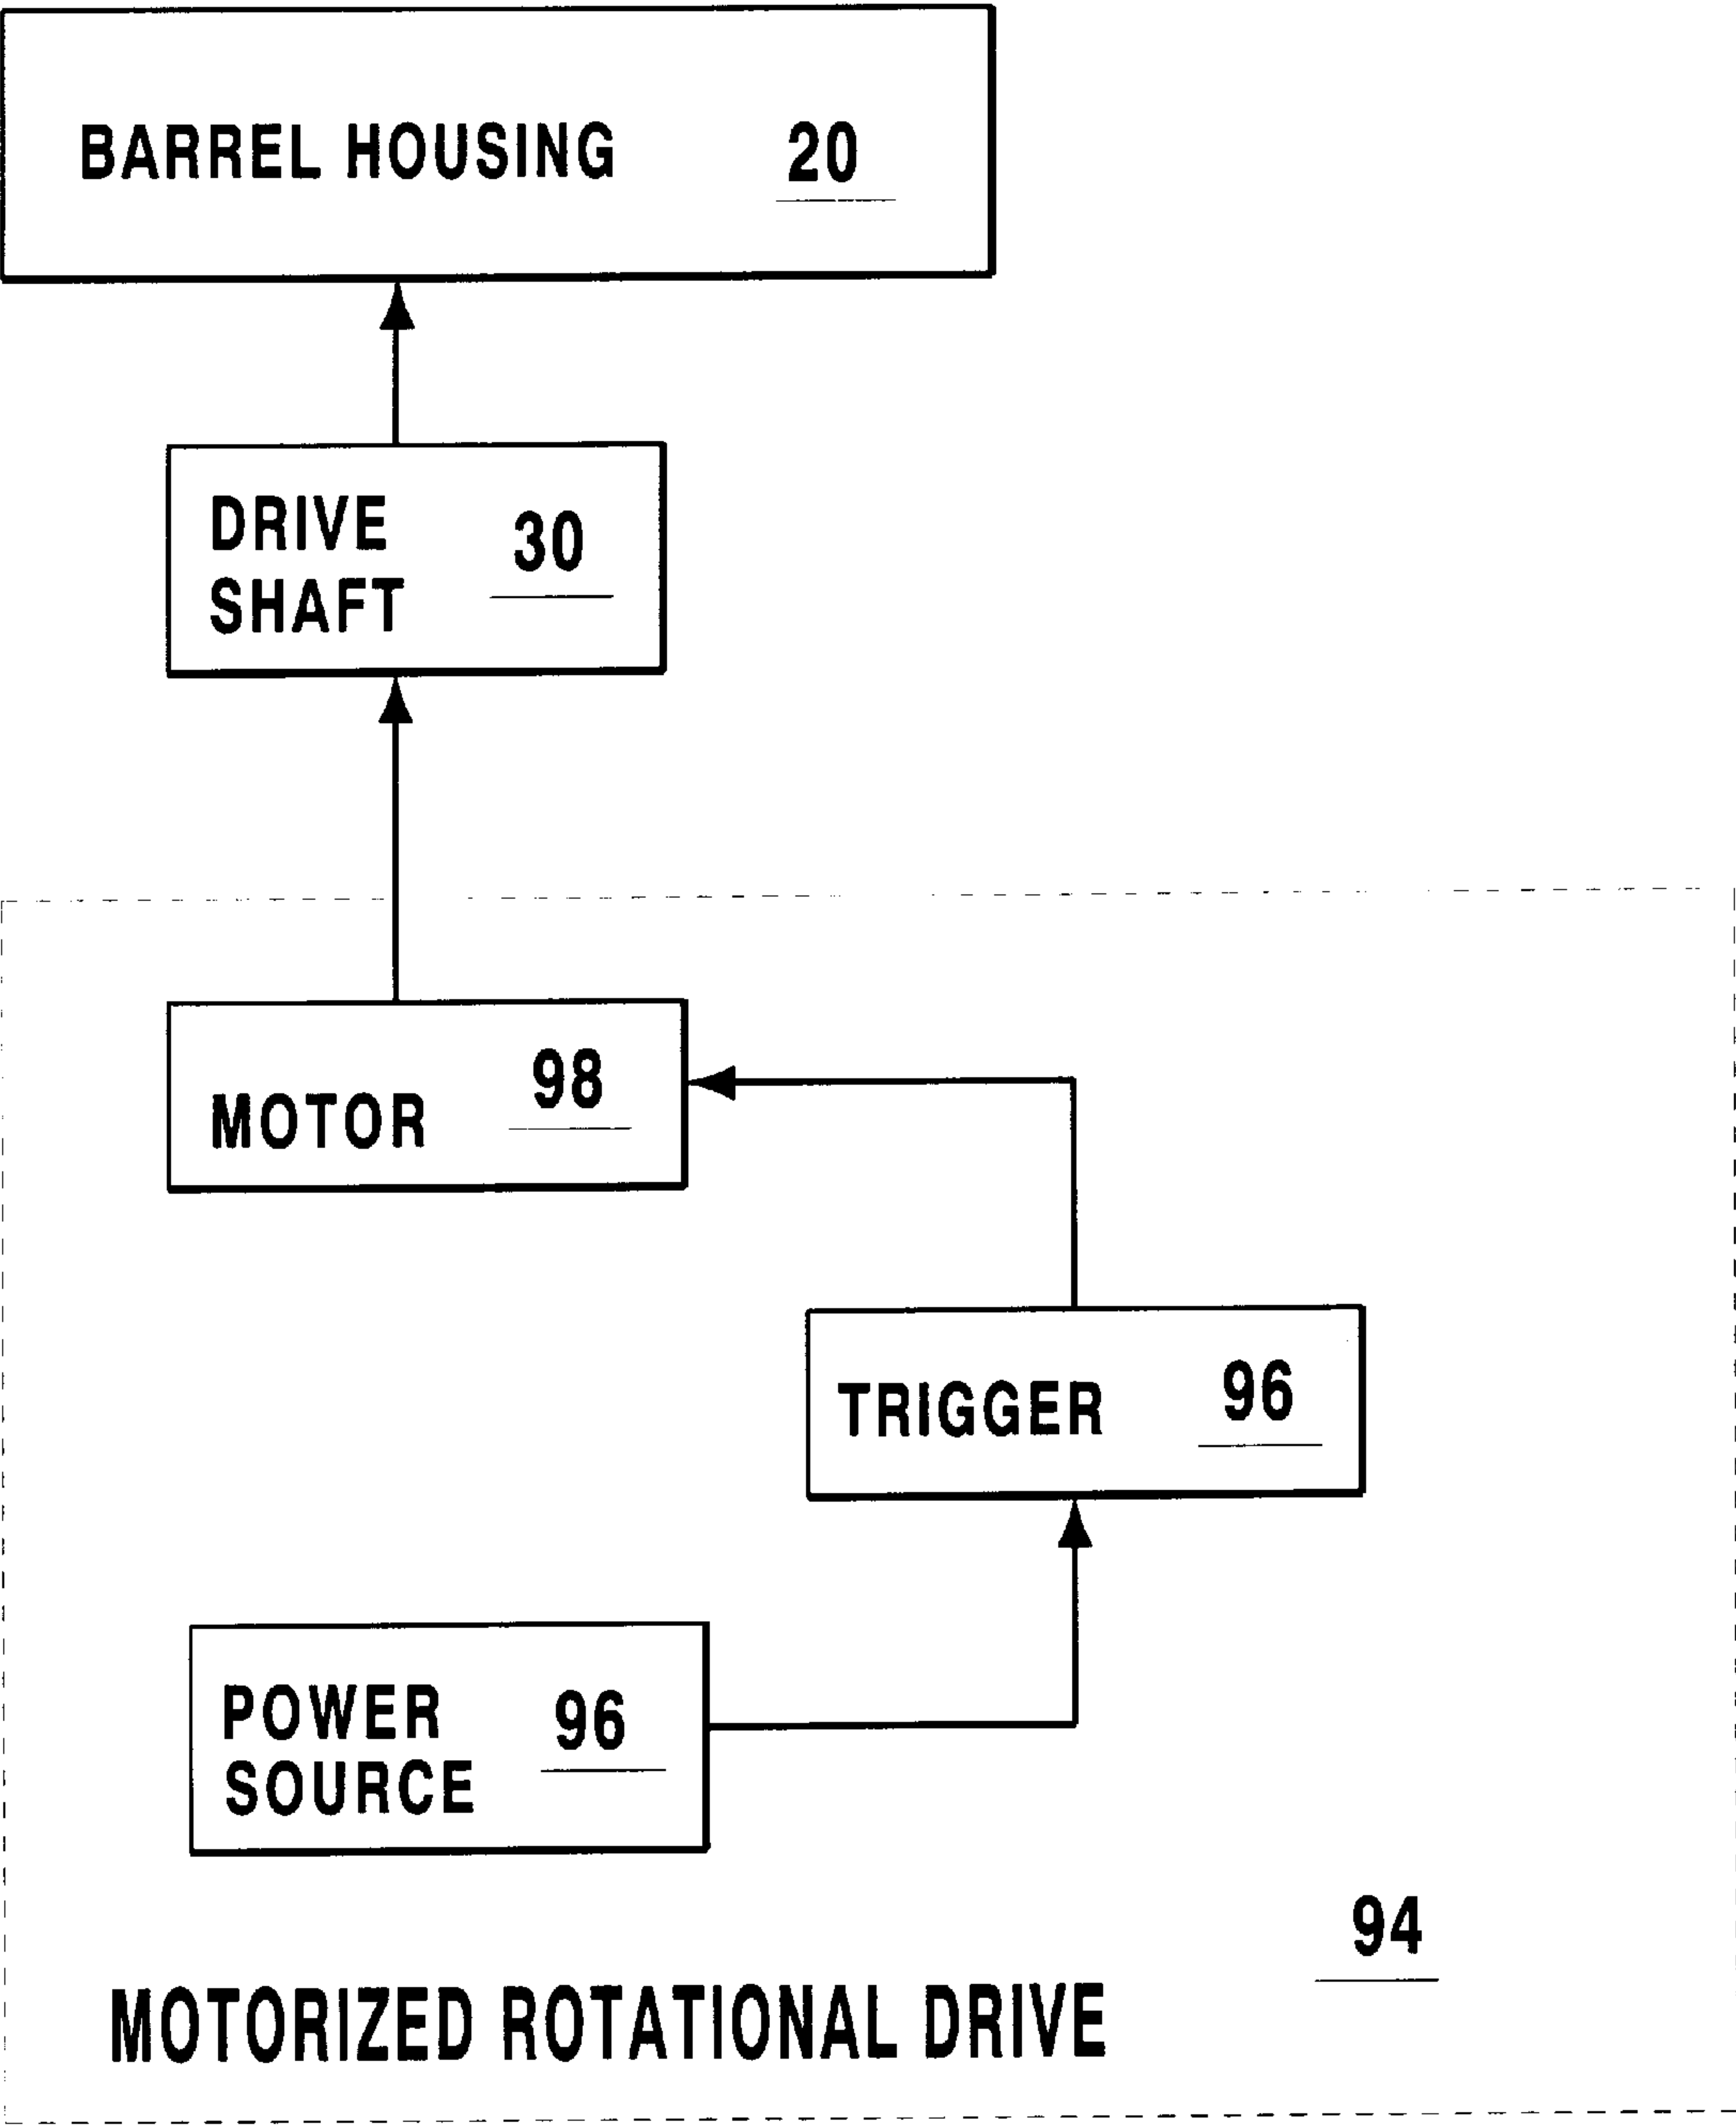 BARREL HOUSING 20
DRIVE
SHAFT
30
MOTOR 98
TRIGGER 96
POWER
SOURCE
96
94
MOTORIZED ROTATIONAL DRIVE